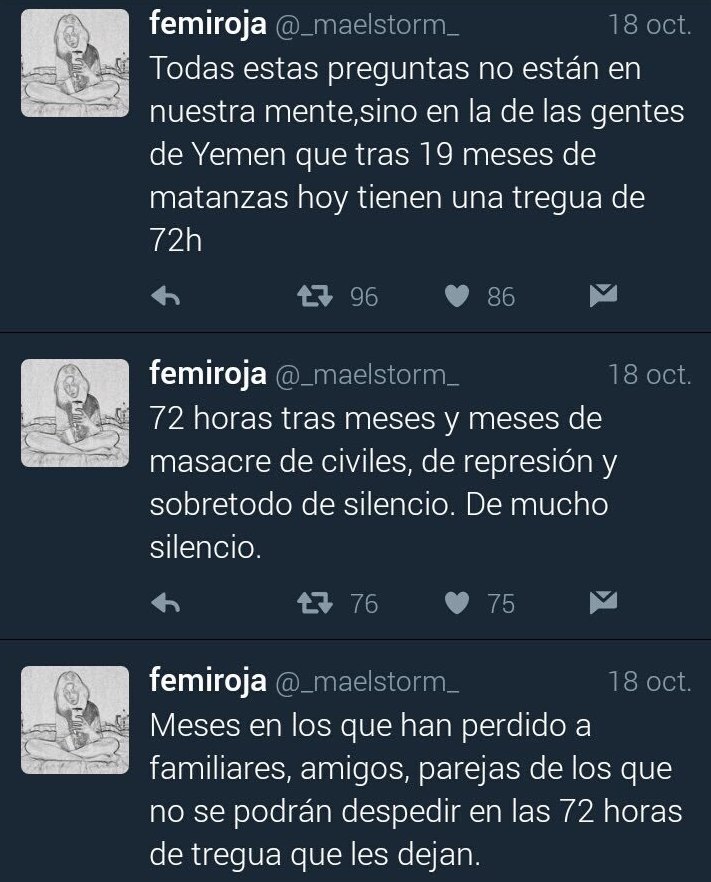 femiroja @_maelstorm_ 18 oct.
Todas estas preguntas no están en
nuestra mente,sino en la de las gentes
de Yemen que tras 19 meses de
matanzas hoy tienen una tregua de
72h
96 86
femiroja @_maelstorm_ 18 oct.
72 horas tras meses y meses de
masacre de civiles, de represión y
sobretodo de silencio. De mucho
silencio.
76 75
femiroja @_maelstorm_ 18 oct.
Meses en los que han perdido a
familiares, amigos, parejas de los que
no se podrán despedir en las 72 horas
de tregua que les dejan.